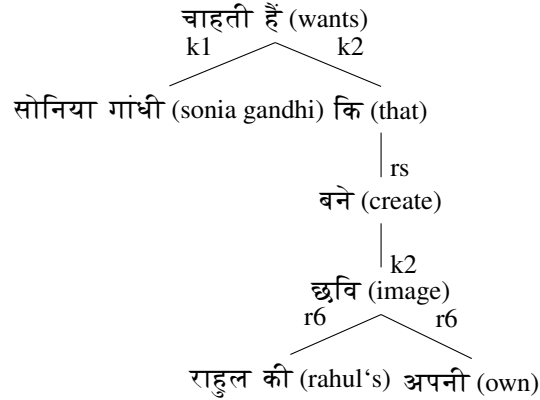 चाहती हैं (wants)
k1 k2
सोनिया गांधी (sonia gandhi) कि (that)
rs
बने (create)
k2
छवि (image)
r6 r6
राहुल की (rahul‘s) अपनी (own)